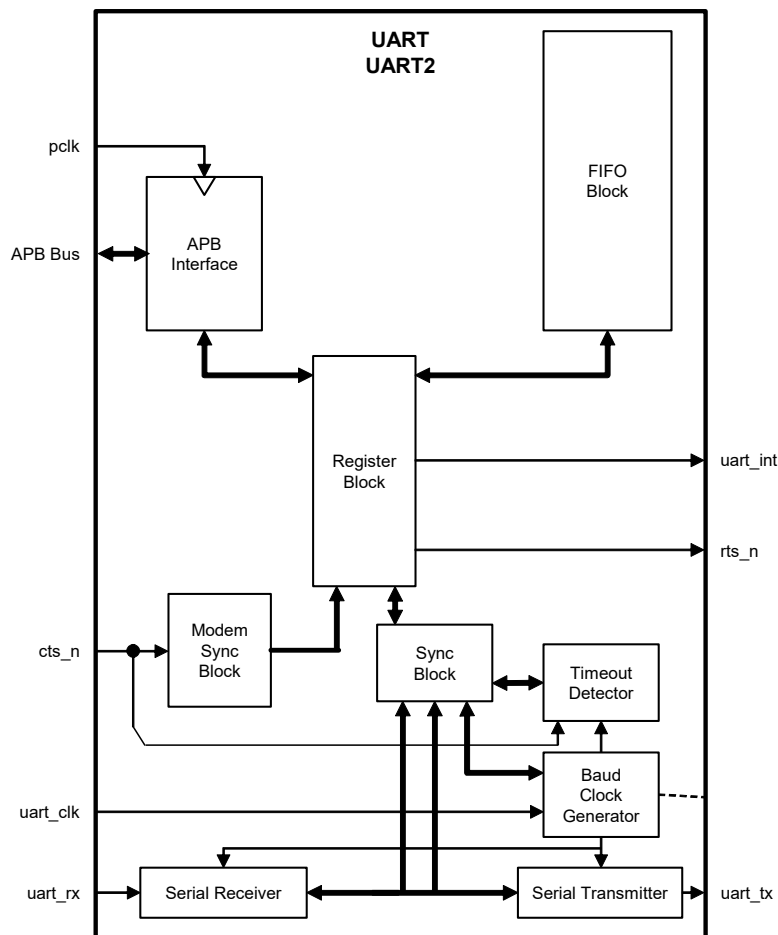 UART
UART2
pclk
FIFO
Block
APB Bus
APB
Interface
Register
Block
uart_int
rts_n
cts_n
Modem
Sync
Block
Sync
Block
Timeout
Detector
uart_clk
Baud
Clock
Generator
uart_rx
Serial Receiver
Serial Transmitter
uart_tx